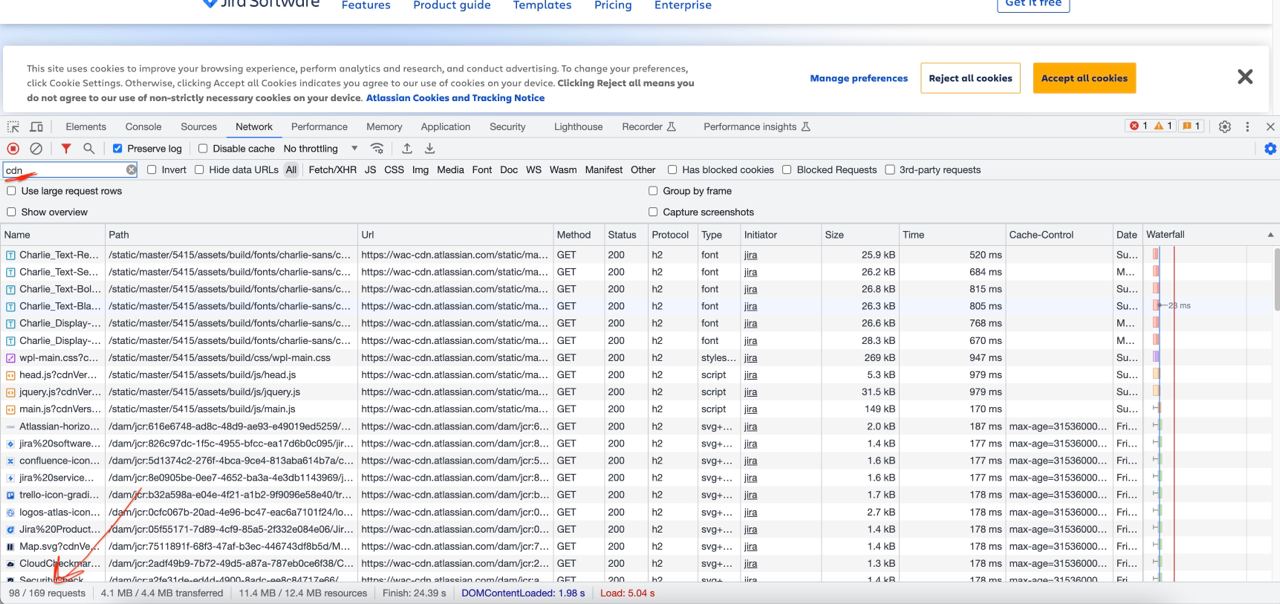 Jira Software Features Product guide Templates Pricing Enterprise Get it free
This site uses cookies to improve your browsing experience, perform analytics and research, and conduct advertising. To change your preferences,
click Cookie Settings. Otherwise, clicking Accept all Cookies indicates you agree to our use of cookies on your device. Clicking Reject all means you
do not agree to our use of non-strictly necessary cookies on your device. Atlassian Cookies and Tracking Notice
Manage preferences Reject all cookies Accept all cookies
Elements Console Sources Network Performance Memory Application Security Lighthouse Recorder Performance insights 1 1 1
Preserve log Disable cache No throttling
cdn Invert Hide data URLs All Fetch/XHR JS CSS Img Media Font Doc WS Wasm Manifest Other Has blocked cookies Blocked Requests 3rd-party requests
Use large request rows Group by frame
Show overview Capture screenshots
Name Path Url Method Status Protocol Type Initiator Size Time Cache-Control Date Waterfall
Charlie_Text-Re... /static/master/5415/assets/build/fonts/charlie-sans/c... https://wac-cdn.atlassian.com/static/ma... GET 200 h2 font jira 25.9 kB 520 ms Su...
Charlie_Text-Se... /static/master/5415/assets/build/fonts/charlie-sans/c... https://wac-cdn.atlassian.com/static/ma... GET 200 h2 font jira 26.2 kB 684 ms M...
Charlie_Text-Bol... /static/master/5415/assets/build/fonts/charlie-sans/c... https://wac-cdn.atlassian.com/static/ma... GET 200 h2 font jira 26.8 kB 815 ms Su...
Charlie_Text-Bla... /static/master/5415/assets/build/fonts/charlie-sans/c... https://wac-cdn.atlassian.com/static/ma... GET 200 h2 font jira 26.3 kB 805 ms Su... 23 ms
Charlie_Display-... /static/master/5415/assets/build/fonts/charlie-sans/c... https://wac-cdn.atlassian.com/static/ma... GET 200 h2 font jira 26.6 kB 768 ms M...
Charlie_Display-... /static/master/5415/assets/build/fonts/charlie-sans/c... https://wac-cdn.atlassian.com/static/ma... GET 200 h2 font jira 28.3 kB 670 ms M...
wpl-main.css?c... /static/master/5415/assets/build/css/wpl-main.css https://wac-cdn.atlassian.com/static/ma... GET 200 h2 styles... jira 269 kB 947 ms Su...
head.js?cdnVer... /static/master/5415/assets/build/js/head.js https://wac-cdn.atlassian.com/static/ma... GET 200 h2 script jira 5.3 kB 979 ms Su...
jquery.js?cdnVer... /static/master/5415/assets/build/js/jquery.js https://wac-cdn.atlassian.com/static/ma... GET 200 h2 script jira 31.5 kB 979 ms Su...
main.js?cdnVers... /static/master/5415/assets/build/js/main.js https://wac-cdn.atlassian.com/static/ma... GET 200 h2 script jira 149 kB 170 ms Su...
Atlassian-horizo... /dam/jcr:616e6748-ad8c-48d9-ae93-e49019ed5259/... https://wac-cdn.atlassian.com/dam/jcr:6... GET 200 h2 svg+... jira 2.0 kB 187 ms max-age=31536000... Fri...
jira%20software... /dam/jcr:826c97dc-1f5c-4955-bfcc-ea17d6b0c095/jir... https://wac-cdn.atlassian.com/dam/jcr:8... GET 200 h2 svg+... jira 1.4 kB 177 ms max-age=31536000... Fri...
confluence-icon... /dam/jcr:5d1374c2-276f-4bca-9ce4-813aba614b7a/c... https://wac-cdn.atlassian.com/dam/jcr:5... GET 200 h2 svg+... jira 1.6 kB 177 ms max-age=31536000... Fri...
jira%20service... /dam/jcr:8e0905be-0ee7-4652-ba3a-4e3db1143969/j... https://wac-cdn.atlassian.com/dam/jcr:8... GET 200 h2 svg+... jira 1.6 kB 177 ms max-age=31536000... Fri...
trello-icon-gradi... /dam/jcr:b32a598a-e04e-4f21-a1b2-9f9096e58e40/tr... https://wac-cdn.atlassian.com/dam/jcr:b... GET 200 h2 svg+... jira 1.7 kB 178 ms max-age=31536000... Fri...
logos-atlas-icon... /dam/jcr:0cfc067b-20ad-4e96-bc47-eac6a7101f24/lo... https://wac-cdn.atlassian.com/dam/jcr:0... GET 200 h2 svg+... jira 2.7 kB 178 ms max-age=31536000... Fri...
Jira%20Product... /dam/jcr:05f55171-7d89-4cf9-85a5-2f332e084e06/Jir... https://wac-cdn.atlassian.com/dam/jcr:0... GET 200 h2 svg+... jira 1.4 kB 178 ms max-age=31536000... Fri...
Map.svg?cdnVe... /dam/jcr:7511891f-68f3-47af-b3ec-446743df8b5d/M... https://wac-cdn.atlassian.com/dam/jcr:7... GET 200 h2 svg+... jira 1.4 kB 178 ms max-age=31536000... Fri...
CloudCheckmar... /dam/jcr:2adf49b9-7b72-49d5-a87a-787eb0ce6f38/C... https://wac-cdn.atlassian.com/dam/jcr:2... GET 200 h2 svg+... jira 1.3 kB 178 ms max-age=31536000... Fri...
SecurityCheck... /dam/jcr:a2fe31de-ed4d-4900-8adc-ee8c84717e66/... https://wac-cdn.atlassian.com/dam/jcr:a... GET 200 h2 svg+... jira 1.4 kB 178 ms max-age=31536000... Fri...
98 / 169 requests 4.1 MB / 4.4 MB transferred 11.4 MB / 12.4 MB resources Finish: 24.39 s DOMContentLoaded: 1.98 s Load: 5.04 s